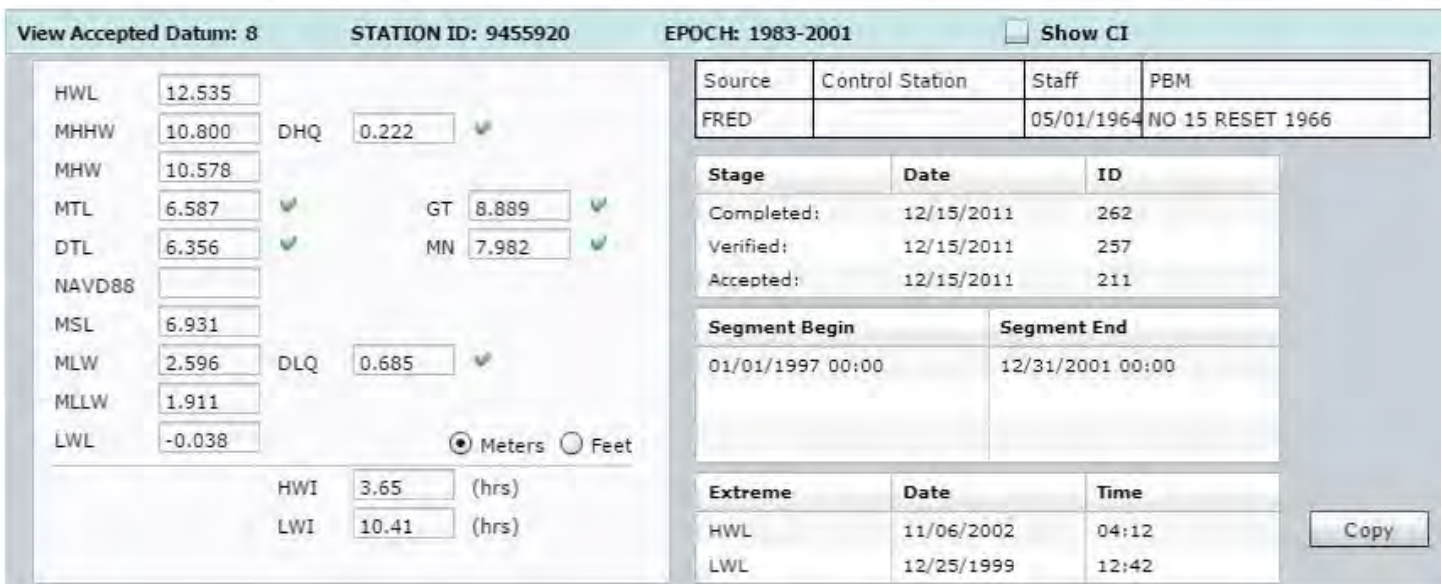 View Accepted Datum: 8 STATION ID: 9455920 EPOCH: 1983-2001 Show CI
HWL 12.535
MHHW 10.800 DHQ 0.222
MHW 10.578
MTL 6.587 GT 8.889
DTL 6.356 MN 7.982
NAVD88
MSL 6.931
MLW 2.596 DLQ 0.685
MLLW 1.911
LWL -0.038 Meters Feet
HWI 3.65 (hrs)
LWI 10.41 (hrs)
Source Control Station Staff PBM
FRED 05/01/1964 NO 15 RESET 1966
Stage Date ID
Completed: 12/15/2011 262
Verified: 12/15/2011 257
Accepted: 12/15/2011 211
Segment Begin Segment End
01/01/1997 00:00 12/31/2001 00:00
Extreme Date Time
HWL 11/06/2002 04:12
LWL 12/25/1999 12:42
Copy